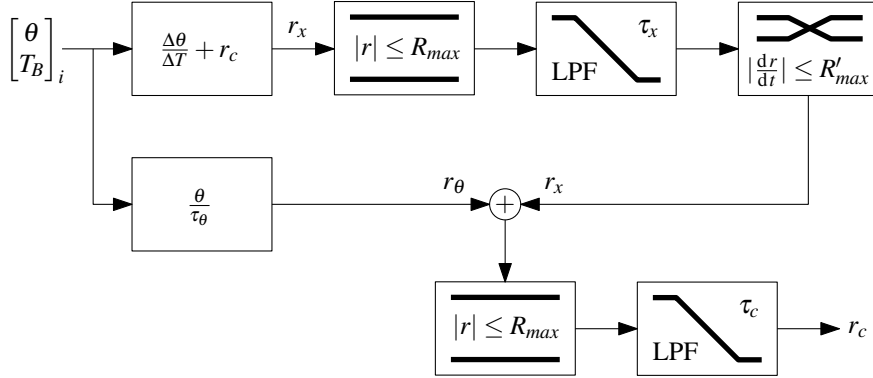 [θ T_B]_i
Δθ/ΔT + r_c
r_x
|r| ≤ R_max
LPF
τ_x
|dr/dt| ≤ R'_max
θ/τ_θ
r_θ
+
r_x
|r| ≤ R_max
LPF
τ_c
r_c